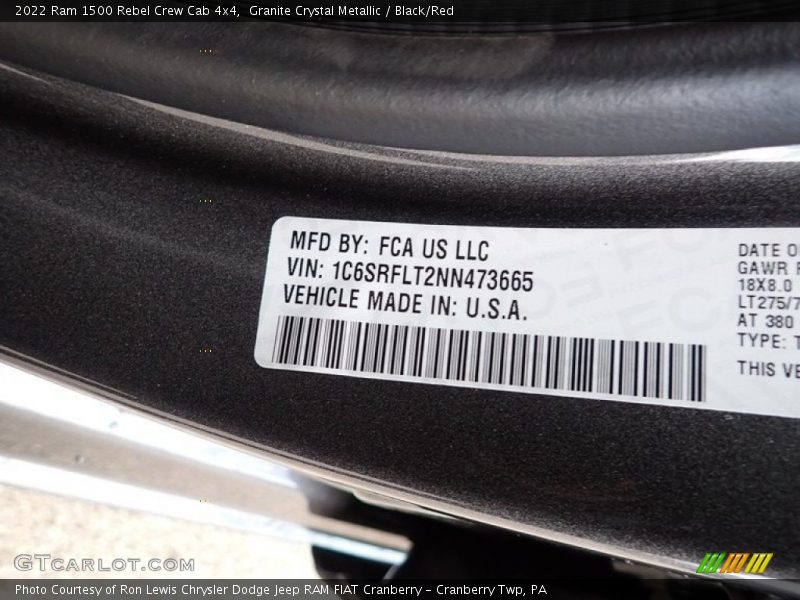 2022 Ram 1500 Rebel Crew Cab 4x4, Granite Crystal Metallic / Black/Red
MFD BY: FCA US LLC
VIN: 1C6SRFLT2NN473665
VEHICLE MADE IN: U.S.A.
DATE O
GAWR
18X8.0
LT275/7
AT 380
TYPE: T
THIS VE
GTCARLOT.COM
Photo Courtesy of Ron Lewis Chrysler Dodge Jeep RAM FIAT Cranberry – Cranberry Twp, PA